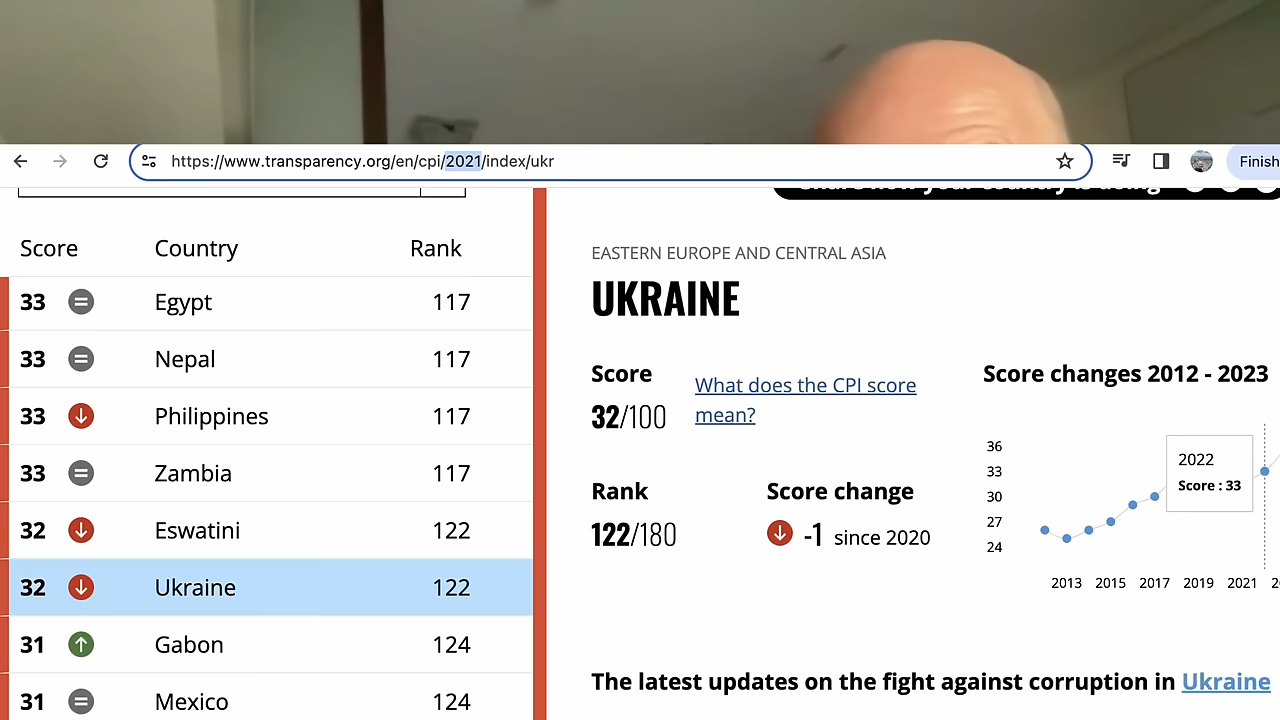 https://www.transparency.org/en/cpi/2021/index/ukr
Finish
Score Country Rank
33 Egypt 117
33 Nepal 117
33 Philippines 117
33 Zambia 117
32 Eswatini 122
32 Ukraine 122
31 Gabon 124
31 Mexico 124
EASTERN EUROPE AND CENTRAL ASIA
UKRAINE
Score
32/100
What does the CPI score
mean?
Rank
122/180
Score change
-1 since 2020
Score changes 2012 - 2023
36
33
30
27
24
2022
Score : 33
2013 2015 2017 2019 2021
The latest updates on the fight against corruption in Ukraine